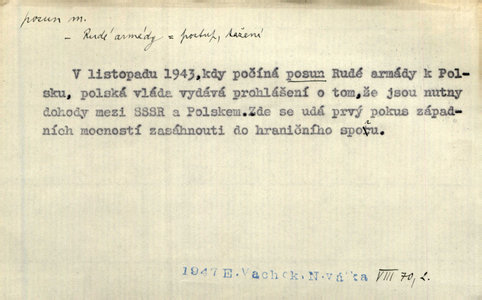 posun m.
– Rudé armády = postup, tažení
V listopadu 1943,kdy počíná posun Rudé armády k Pol-
sku, polská vláda vydává prohlášení o tom,že jsou nutny
dohody mezi SSSR a Polskem.Zde se udá prvý pokus západ-
ních mocností zasáhnouti do hraničního sporu.
1947 E. Vachek, N. válka VIII 70, 2.